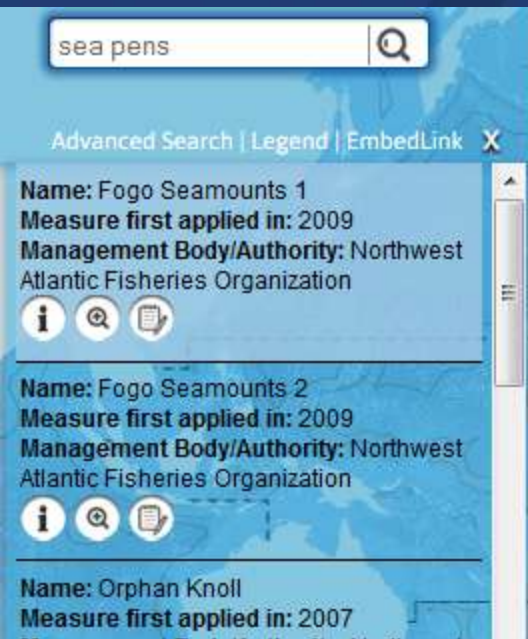 sea pens
Advanced Search | Legend | EmbedLink X
Name: Fogo Seamounts 1
Measure first applied in: 2009
Management Body/Authority: Northwest
Atlantic Fisheries Organization
Name: Fogo Seamounts 2
Measure first applied in: 2009
Management Body/Authority: Northwest
Atlantic Fisheries Organization
Name: Orphan Knoll
Measure first applied in: 2007